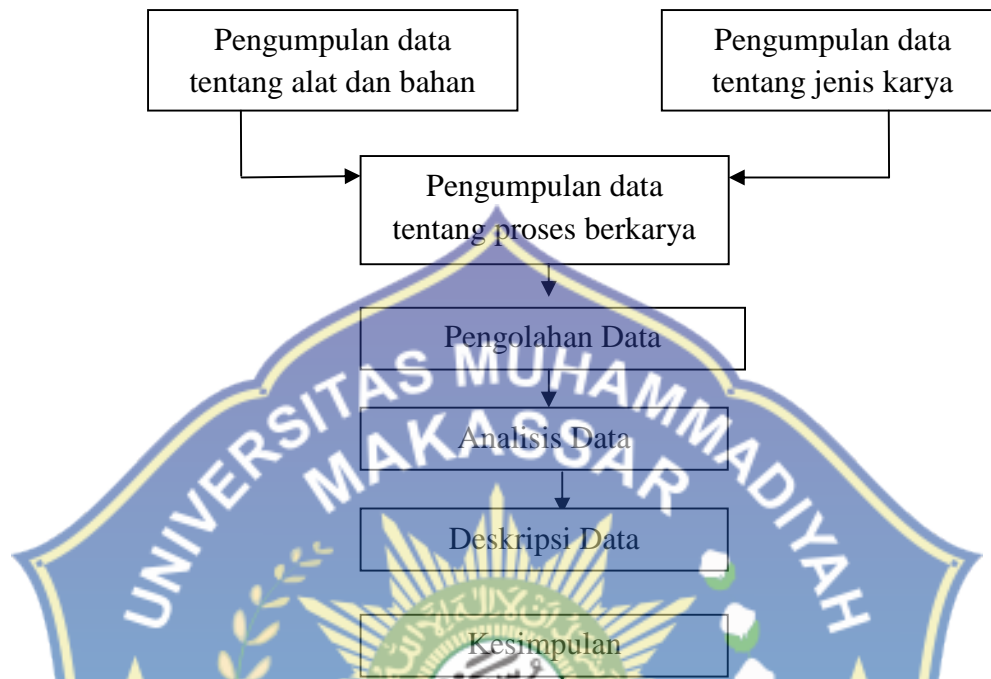 Pengumpulan data
tentang alat dan bahan
Pengumpulan data
tentang jenis karya
Pengumpulan data
tentang proses berkarya
Pengolahan Data
Analisis Data
Deskripsi Data
Kesimpulan
UNIVERSITAS MUHAMMADIYAH
MAKASSAR